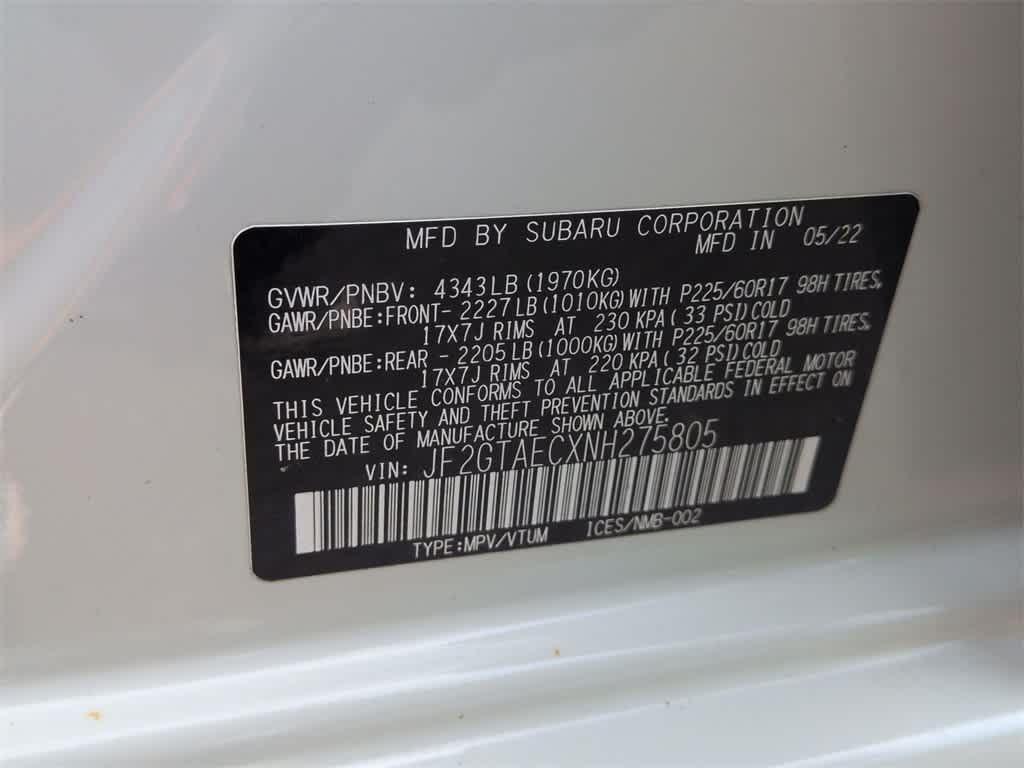 MFD BY SUBARU CORPORATION
MFD IN 05/22
GVWR/PNBV: 4343LB (1970KG)
GAWR/PNBE:FRONT- 2227LB (1010KG) WITH P225/60R17 98H TIRES,
17X7J RIMS AT 230 KPA ( 33 PSI) COLD
GAWR/PNBE:REAR - 2205LB (1000KG) WITH P225/60R17 98H TIRES,
17X7J RIMS AT 220 KPA ( 32 PSI) COLD
THIS VEHICLE CONFORMS TO ALL APPLICABLE FEDERAL MOTOR
VEHICLE SAFETY AND THEFT PREVENTION STANDARDS IN EFFECT ON
THE DATE OF MANUFACTURE SHOWN ABOVE.
VIN: JF2GTAECXNH275805
TYPE:MPV/VTUM ICES/NMB-002